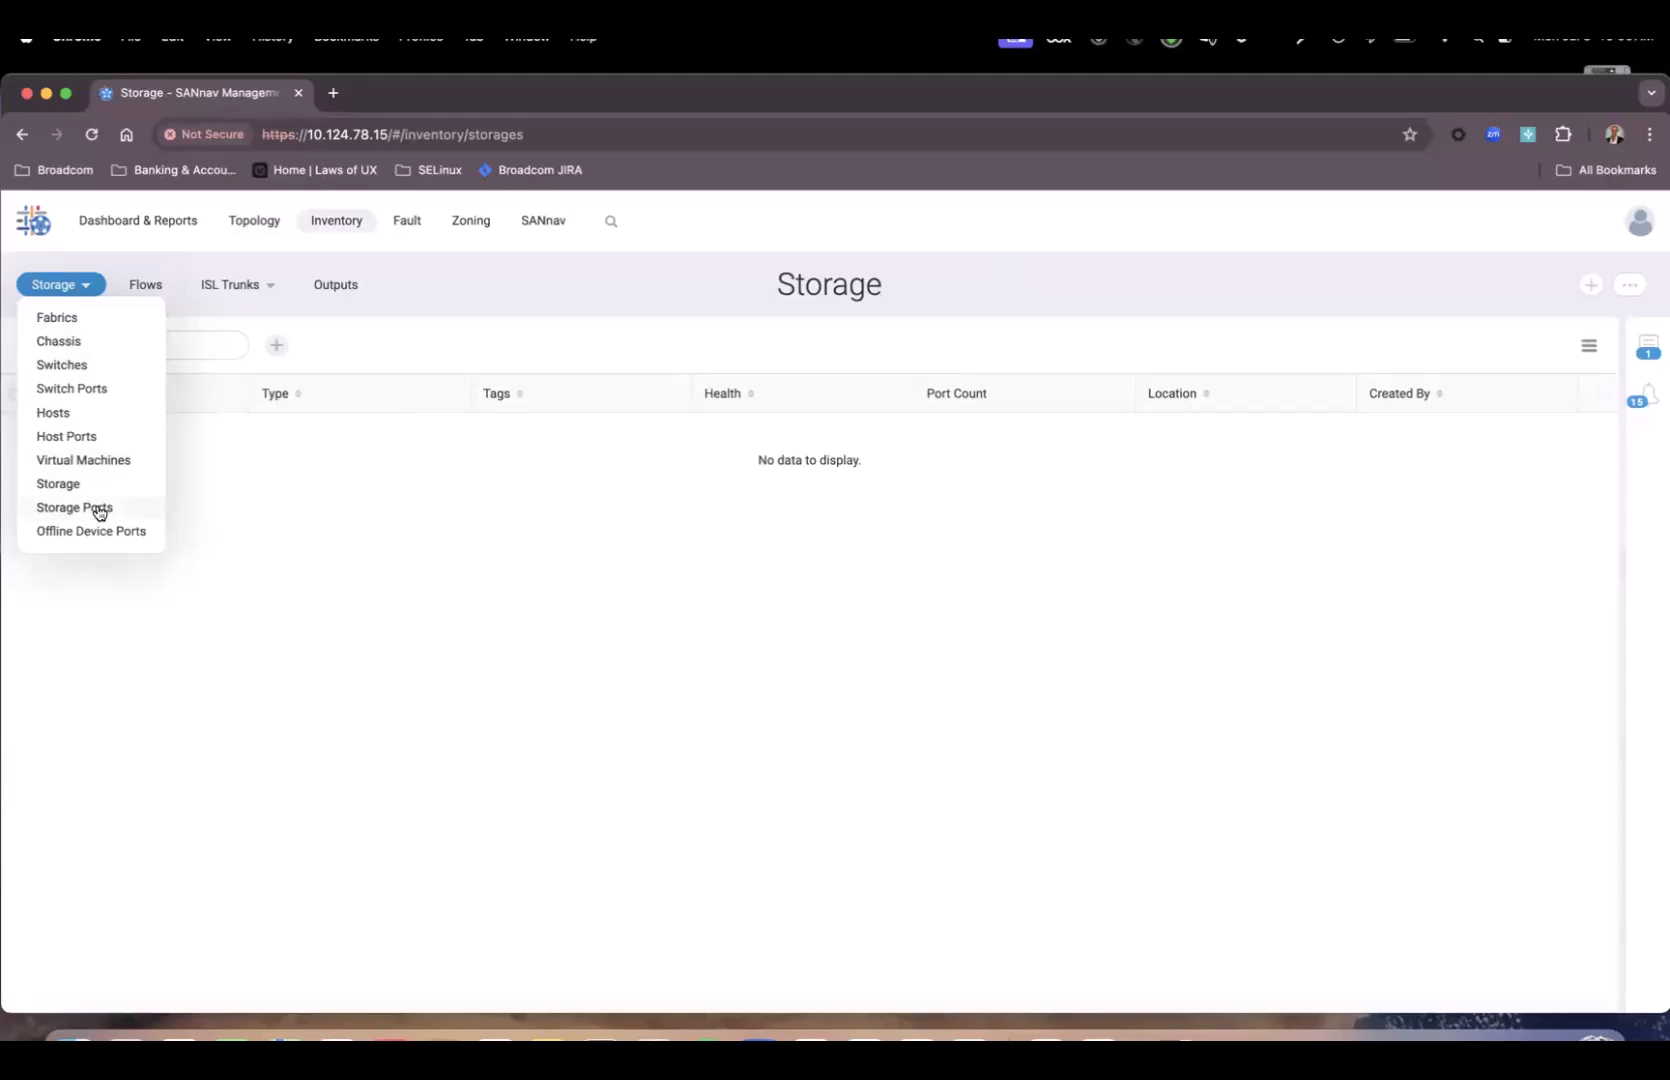 Storage - SANnav Managem
Not Secure https://10.124.78.15/#/inventory/storages
Broadcom Banking & Accou... Home | Laws of UX SELinux Broadcom JIRA All Bookmarks
Dashboard & Reports Topology Inventory Fault Zoning SANnav
Storage Flows ISL Trunks Outputs Storage
Fabrics
Chassis
Switches
Switch Ports
Hosts
Host Ports
Virtual Machines
Storage
Storage Ports
Offline Device Ports
Type Tags Health Port Count Location Created By
No data to display.
1
15